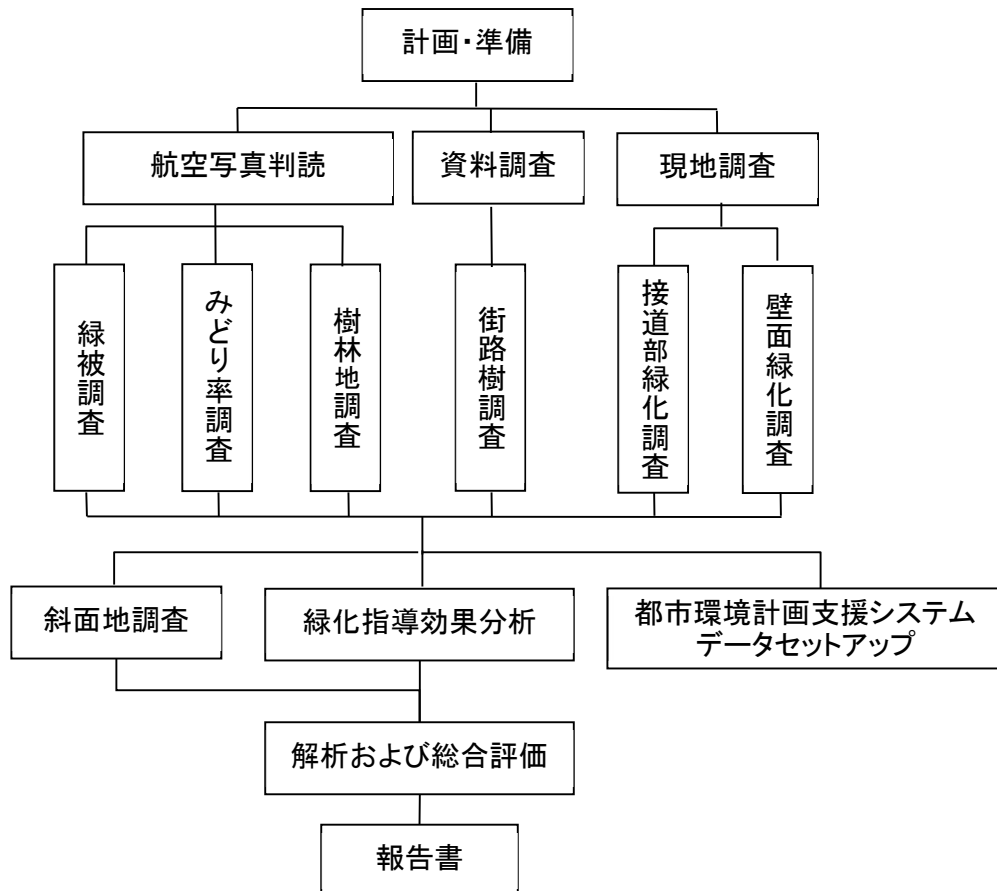 計画・準備
航空写真判読
資料調査
現地調査
緑被調査
みどり率調査
樹林地調査
街路樹調査
接道部緑化調査
壁面緑化調査
斜面地調査
緑化指導効果分析
都市環境計画支援システム
データセットアップ
解析および総合評価
報告書